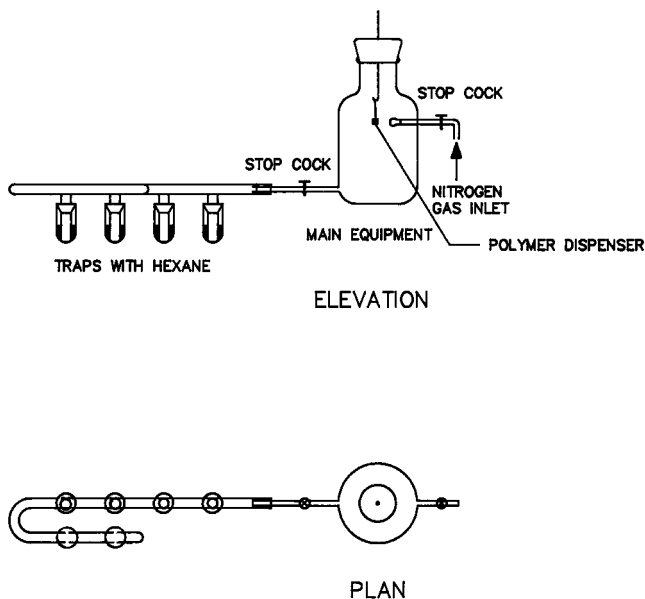 STOP COCK
STOP COCK
NITROGEN
GAS INLET
MAIN EQUIPMENT
POLYMER DISPENSER
TRAPS WITH HEXANE
ELEVATION
PLAN